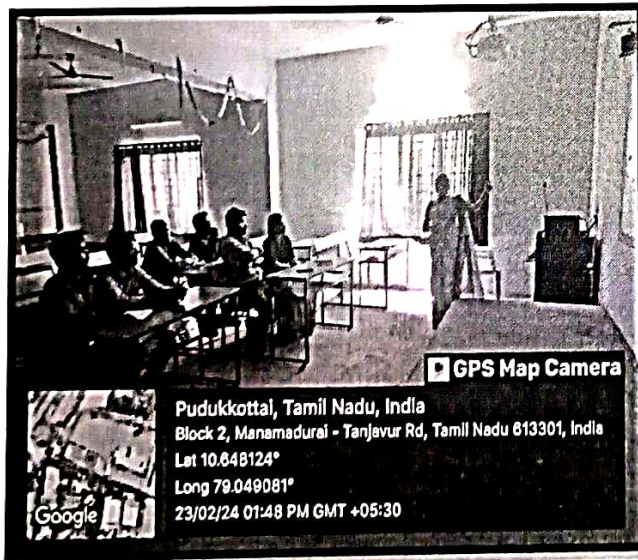 GPS Map Camera
Pudukkottai, Tamil Nadu, India
Block 2, Manamadurai - Tanjavur Rd, Tamil Nadu 613301, India
Lat 10.648124°
Long 79.049081°
23/02/24 01:48 PM GMT +05:30
Google